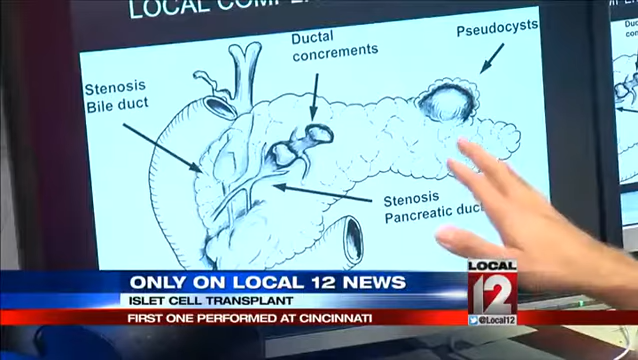 LOCAL
Ductal
concrements
Pseudocysts
Stenosis
Bile duct
Stenosis
Pancreatic duct
ONLY ON LOCAL 12 NEWS
ISLET CELL TRANSPLANT
FIRST ONE PERFORMED AT CINCINNATI
LOCAL
12
@Local12